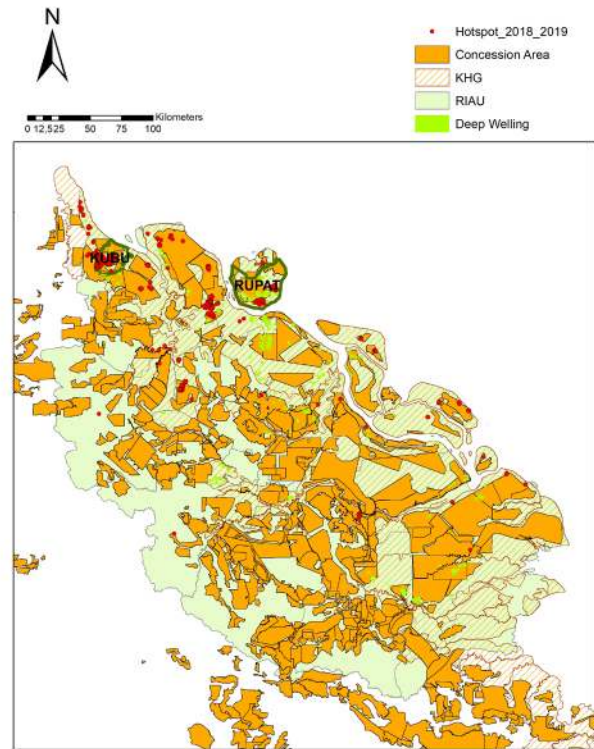 N
Hotspot_2018_2019
Concession Area
KHG
RIAU
Deep Welling
Kilometers
0 12,525 50 75 100
KUBU
RUPAT